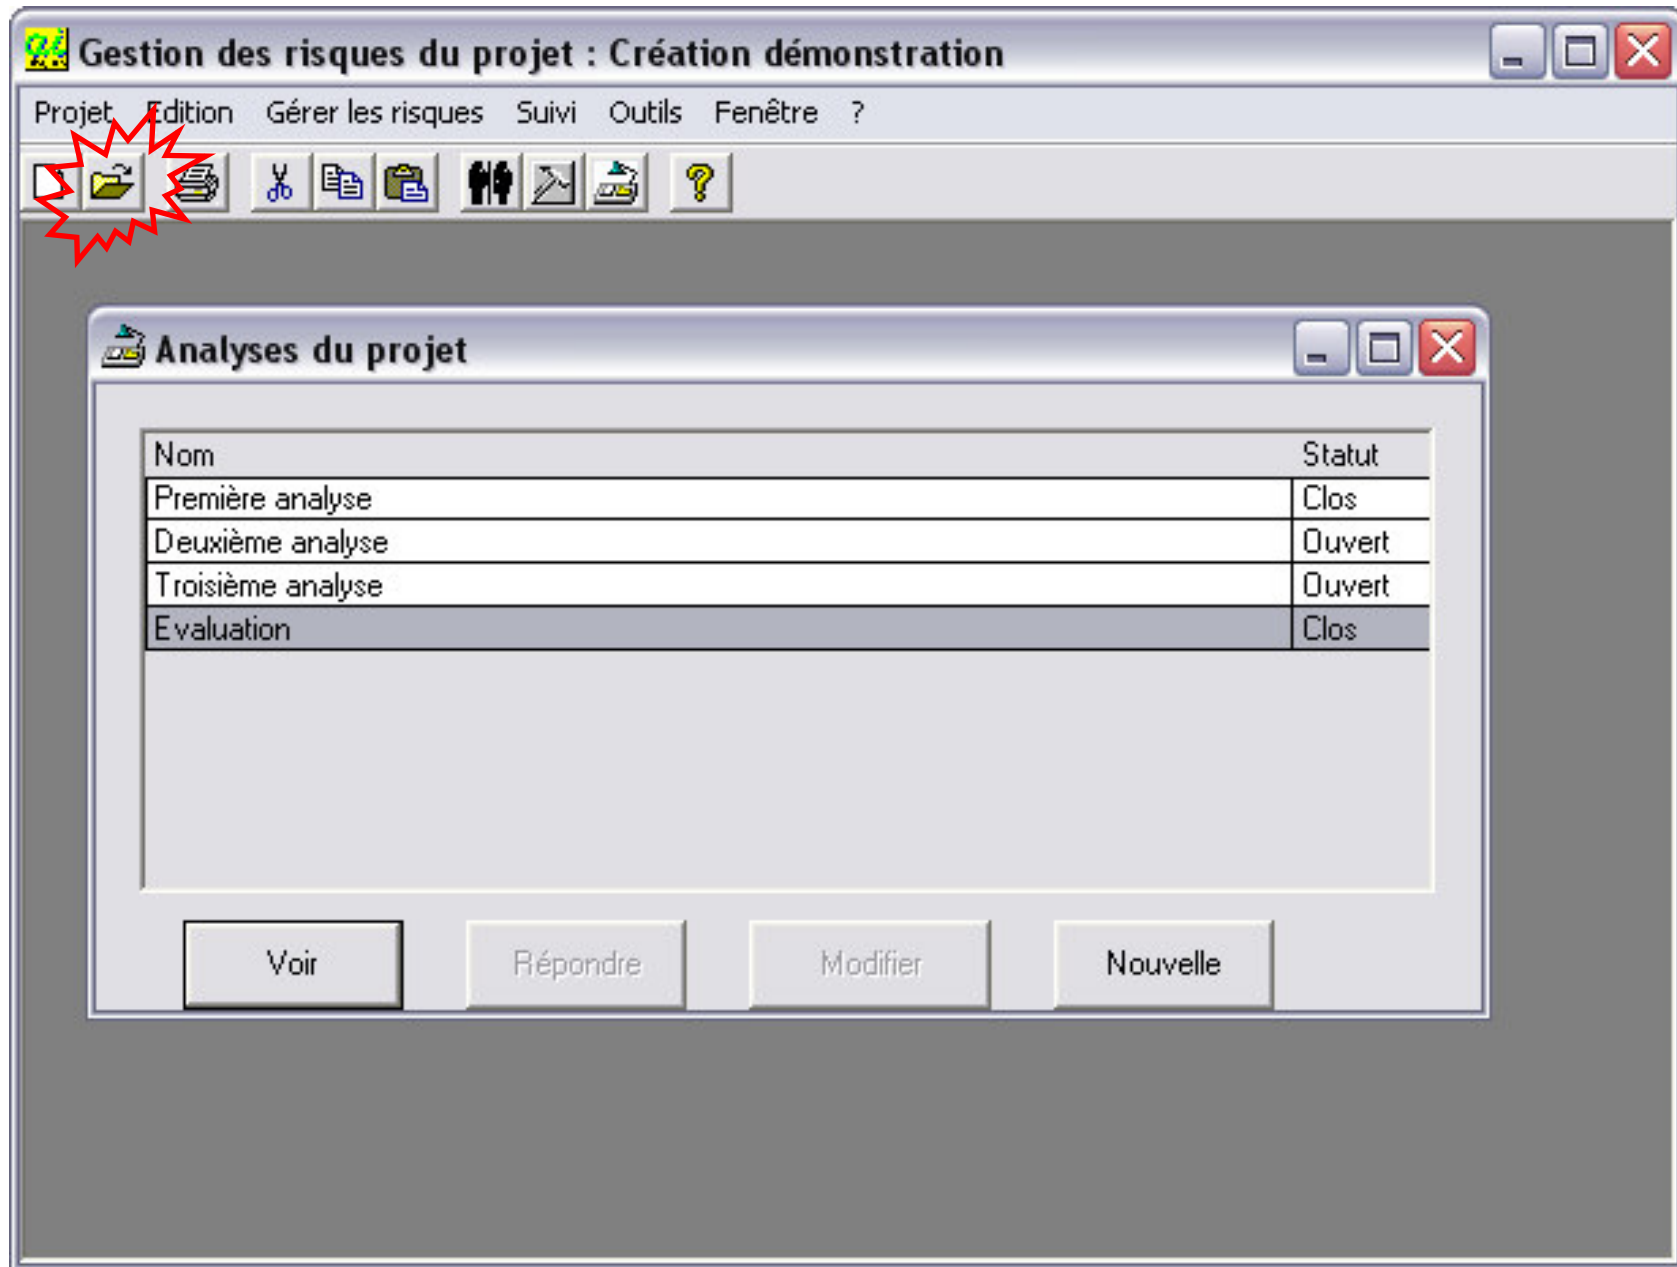 Gestion des risques du projet : Création démonstration
Projet Edition Gérer les risques Suivi Outils Fenêtre ?
Analyses du projet
Nom Statut
Première analyse Clos
Deuxième analyse Ouvert
Troisième analyse Ouvert
Evaluation Clos
Voir Répondre Modifier Nouvelle